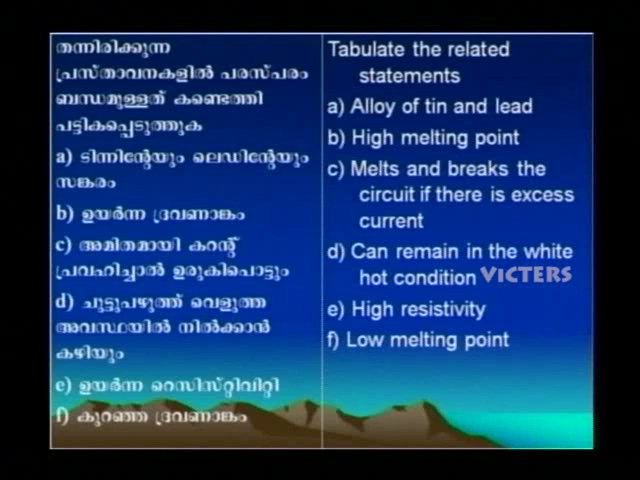 തന്നിരിക്കുന്ന
പ്രസ്താവനകളിൽ പരസ്പരം
ബന്ധമുള്ളത് കണ്ടെത്തി
പട്ടികപ്പെടുത്തുക
a) ടിന്നിന്റേയും ലെഡിന്റേയും
സങ്കരം
b) ഉയർന്ന ദ്രവണാങ്കം
c) അമിതമായി കറന്റ്
പ്രവഹിച്ചാൽ ഉരുകിപൊട്ടും
d) ചുട്ടുപഴുത്ത് വെളുത്ത
അവസ്ഥയിൽ നിൽക്കാൻ
കഴിയും
e) ഉയർന്ന റെസിസ്റ്റിവിറ്റി
f) കുറഞ്ഞ ദ്രവണാങ്കം
Tabulate the related
statements
a) Alloy of tin and lead
b) High melting point
c) Melts and breaks the
circuit if there is excess
current
d) Can remain in the white
hot condition
VICTERS
e) High resistivity
f) Low melting point